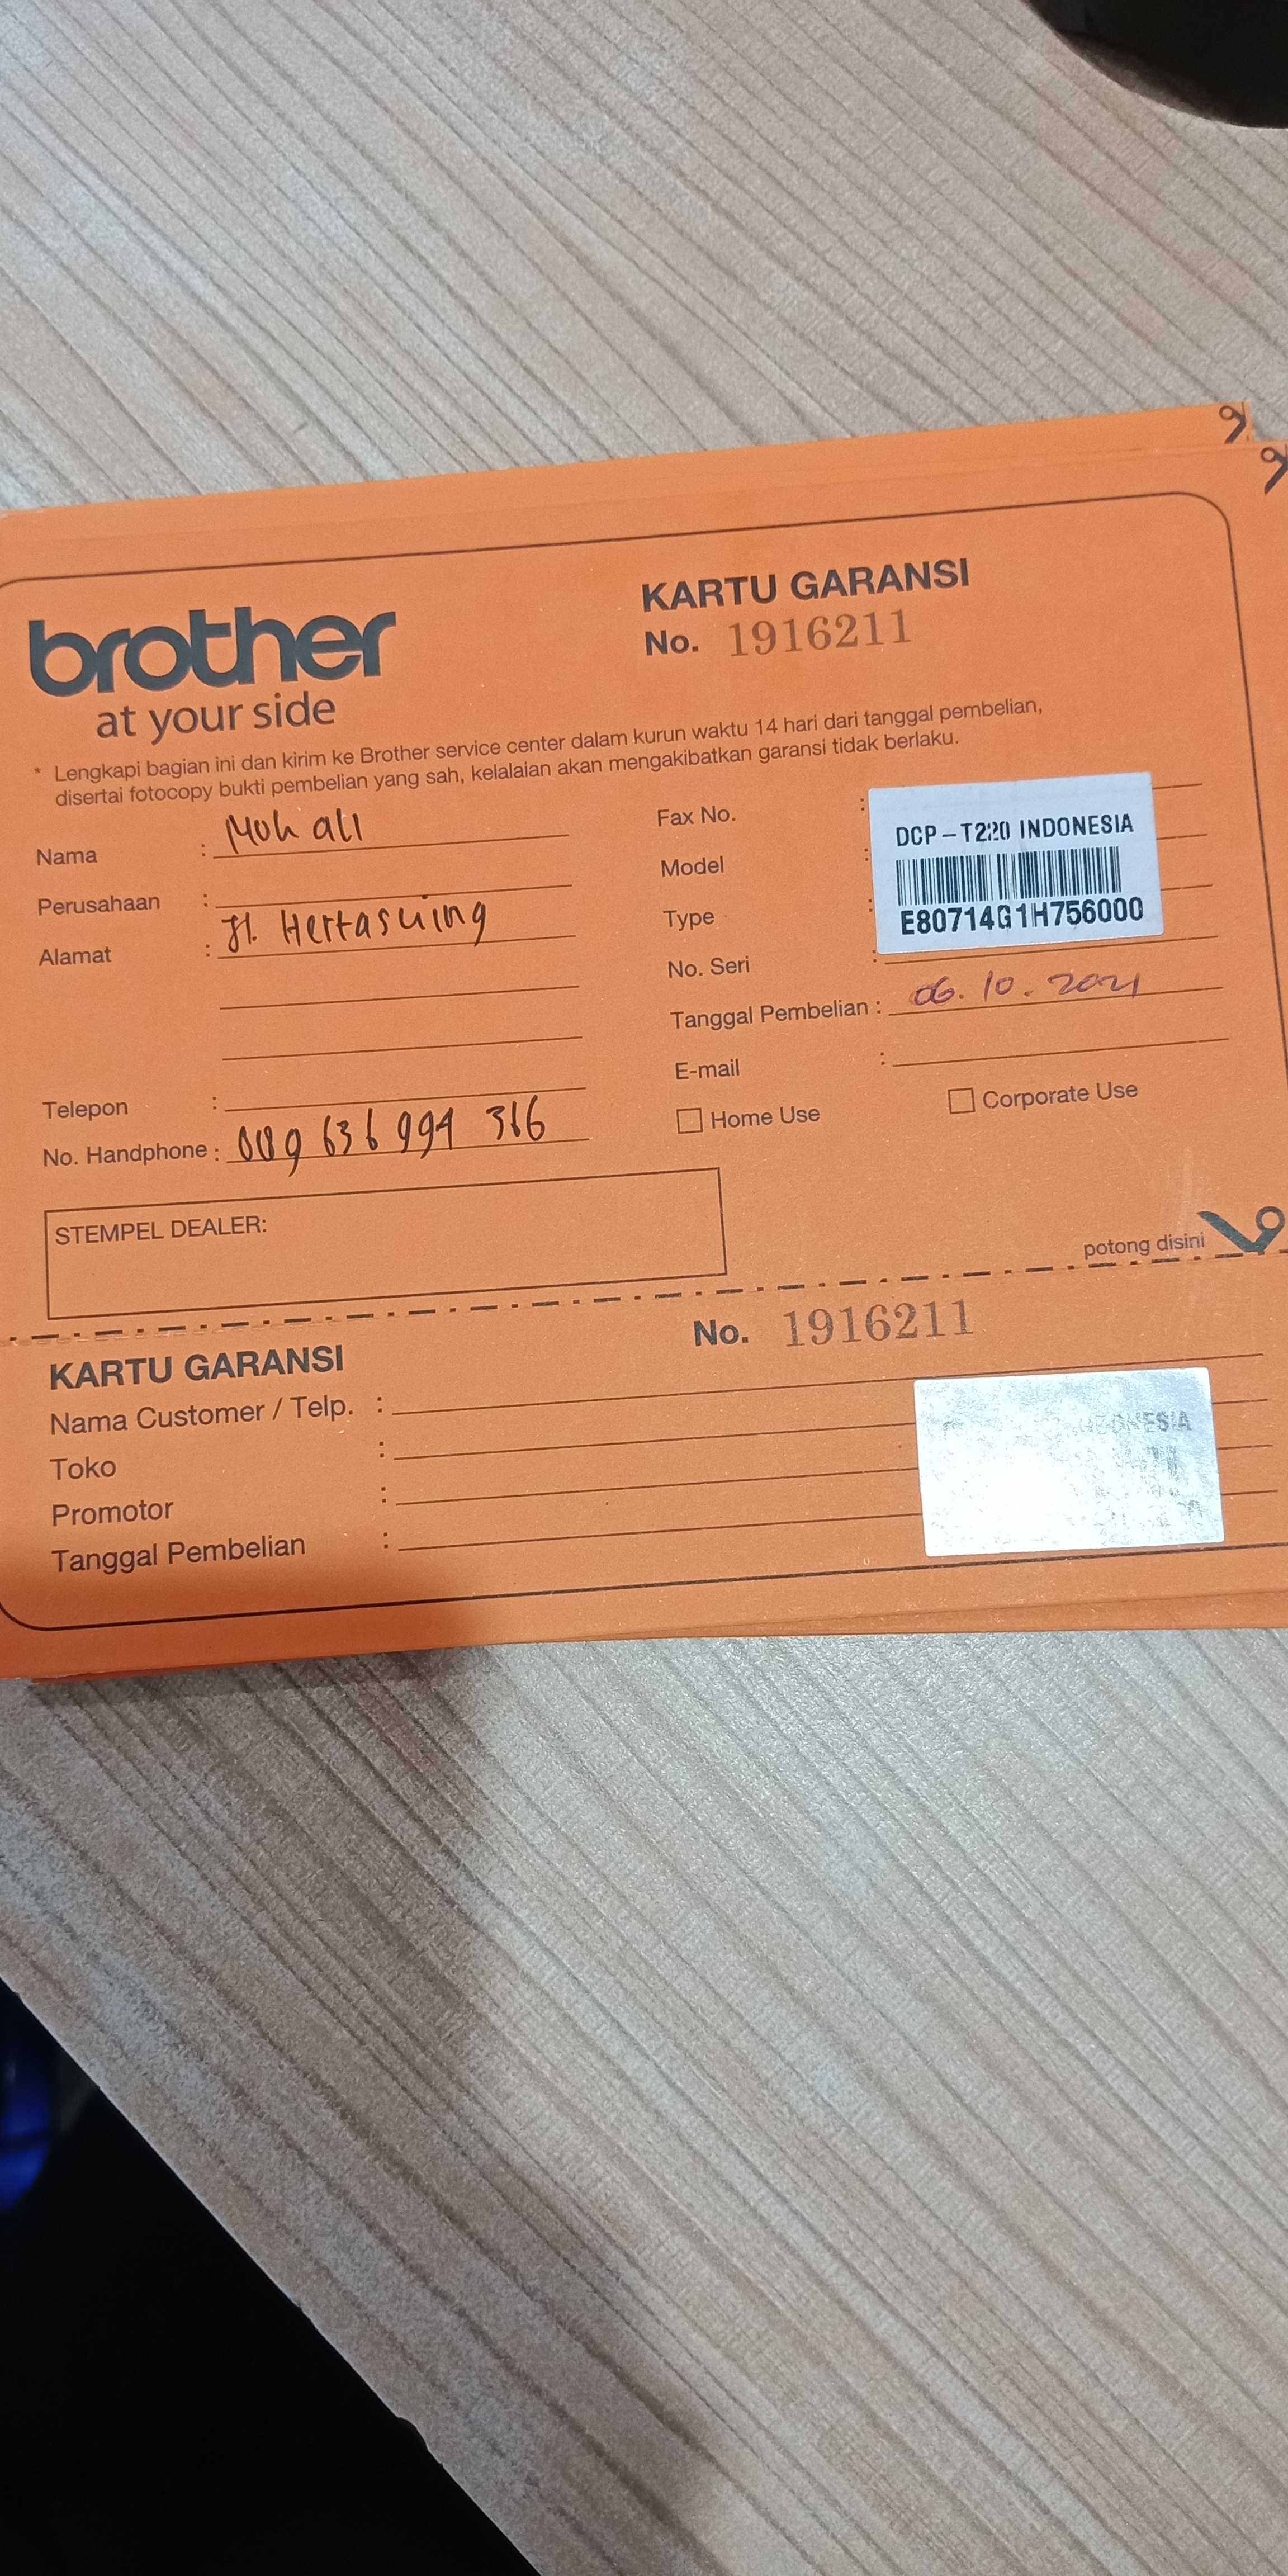 brother
at your side
KARTU GARANSI
No. 1916211
* Lengkapi bagian ini dan kirim ke Brother service center dalam kurun waktu 14 hari dari tanggal pembelian,
disertai fotocopy bukti pembelian yang sah, kelalaian akan mengakibatkan garansi tidak berlaku.
Nama : Moh ali
Perusahaan :
Alamat : Jl. Hertasning
Telepon :
No. Handphone : 089 636 994 316
Fax No. :
Model :
Type :
No. Seri :
DCP-T220 INDONESIA
E80714G1H756000
Tanggal Pembelian : 06.10.2021
E-mail :
Home Use
Corporate Use
STEMPEL DEALER:
potong disini
KARTU GARANSI
No. 1916211
Nama Customer / Telp. :
Toko :
Promotor :
Tanggal Pembelian :